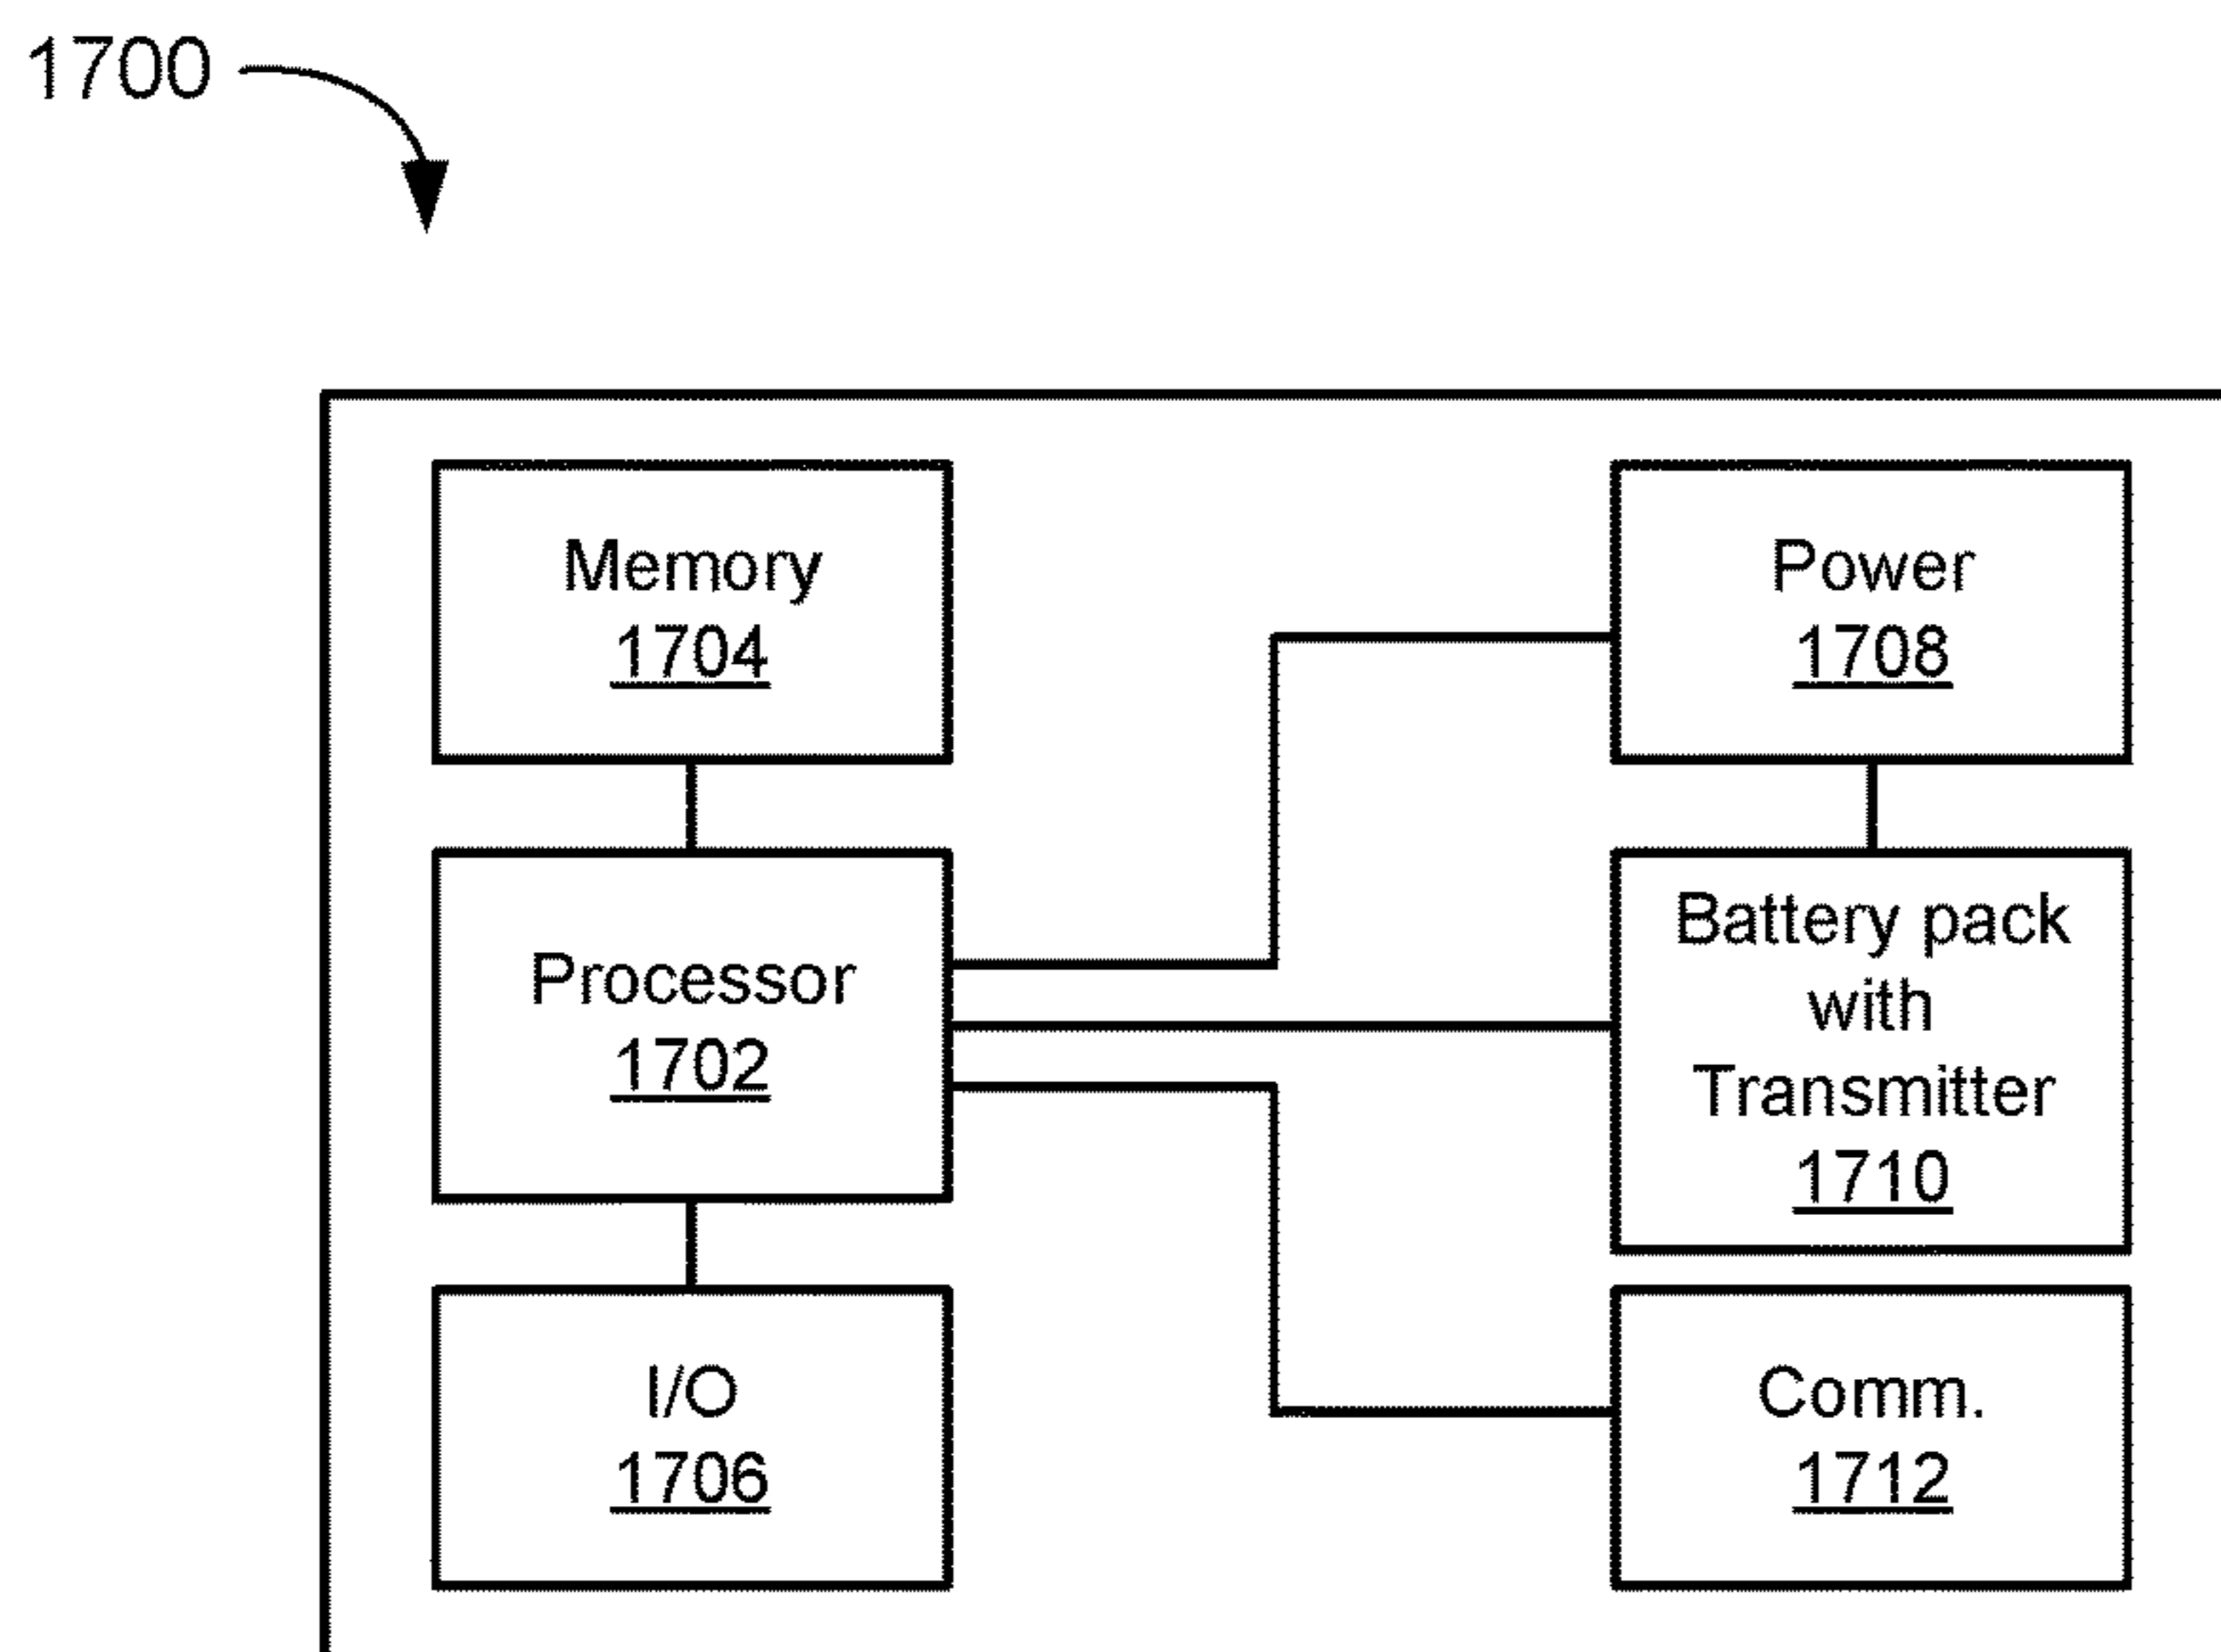 1700
Memory
1704
Power
1708
Processor
1702
Battery pack
with
Transmitter
1710
I/O
1706
Comm.
1712